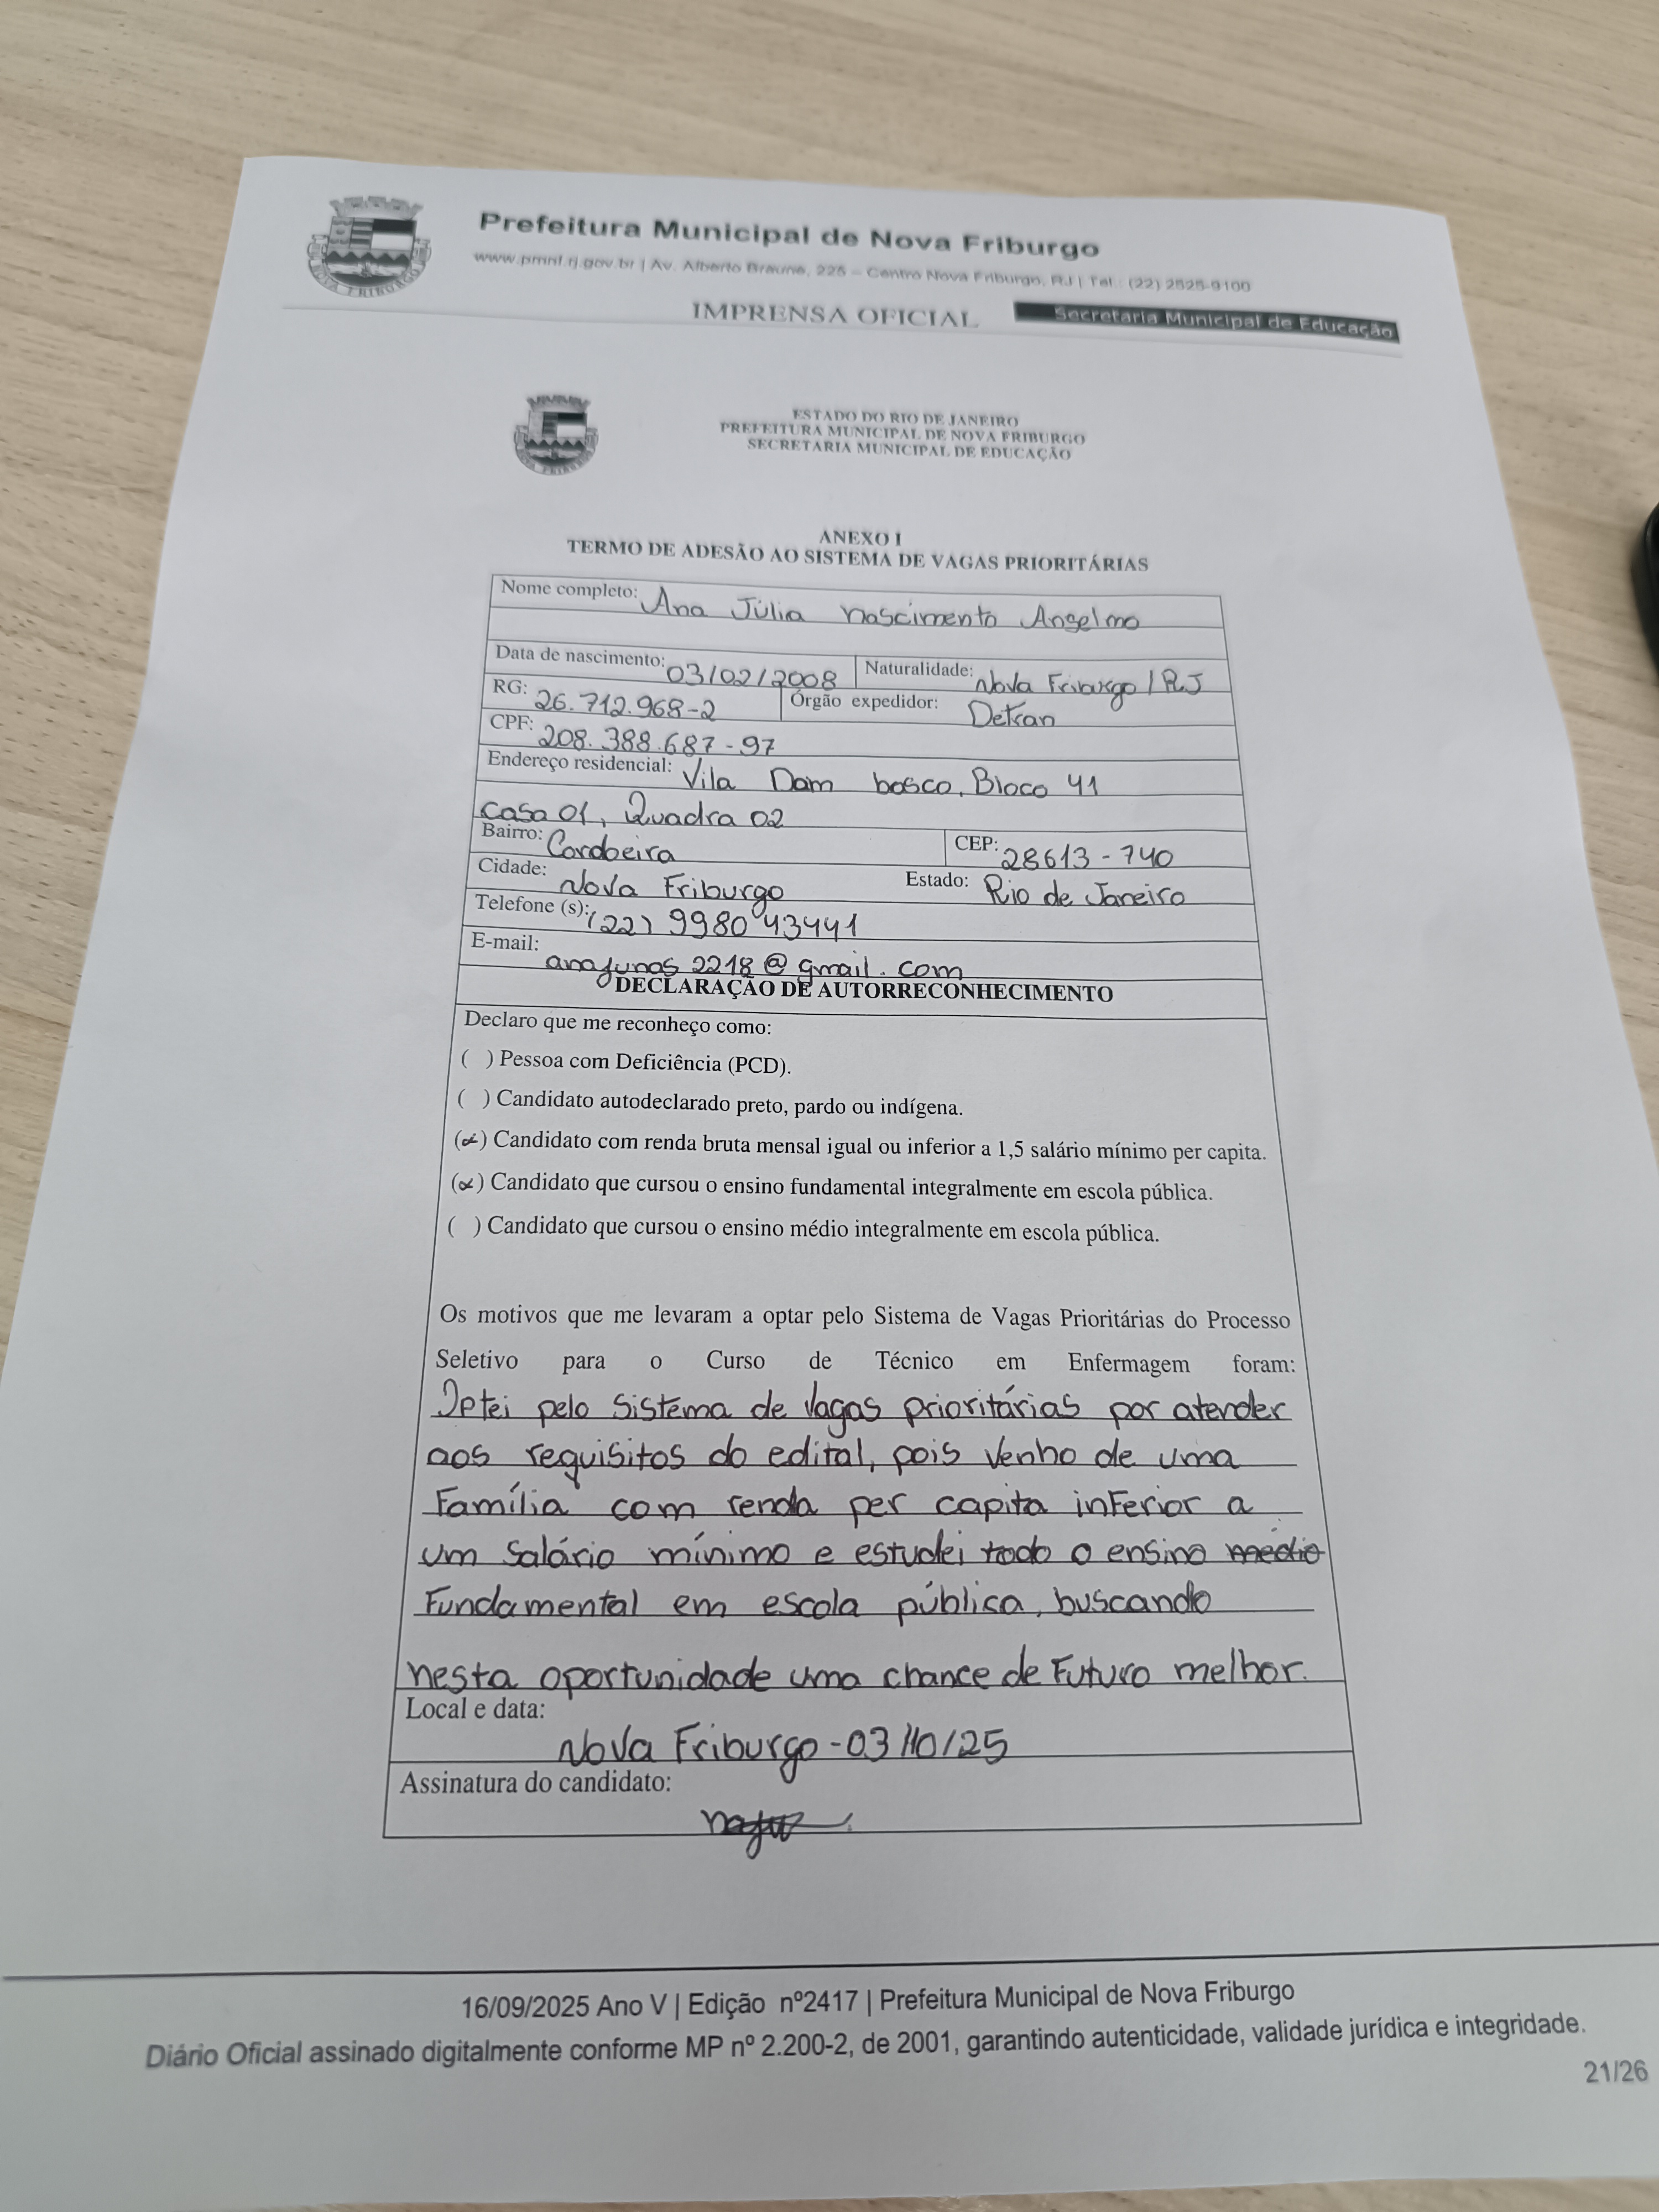 Prefeitura Municipal de Nova Friburgo
www.pmnf.rj.gov.br | Av. Alberto Braune, 225 – Centro Nova Friburgo, RJ | Tel.: (22) 2525-9100
IMPRENSA OFICIAL Secretaria Municipal de Educação
NOVA FRIBURGO
ESTADO DO RIO DE JANEIRO
PREFEITURA MUNICIPAL DE NOVA FRIBURGO
SECRETARIA MUNICIPAL DE EDUCAÇÃO
ANEXO I
TERMO DE ADESÃO AO SISTEMA DE VAGAS PRIORITÁRIAS
Nome completo: Ana Júlia nascimento Anselmo
Data de nascimento: 03/02/2008 Naturalidade: Nova Friburgo / RJ
RG: 26.712.968-2 Órgão expedidor: Detran
CPF: 208.388.687-97
Endereço residencial: Vila Dom bosco, Bloco 41
casa 01, Quadra 02
Bairro: Cordoeira CEP: 28613-740
Cidade: Nova Friburgo Estado: Rio de Janeiro
Telefone (s): (22) 998043441
E-mail: anajunas2218@gmail.com
DECLARAÇÃO DE AUTORRECONHECIMENTO
Declaro que me reconheço como:
( ) Pessoa com Deficiência (PCD).
( ) Candidato autodeclarado preto, pardo ou indígena.
(x) Candidato com renda bruta mensal igual ou inferior a 1,5 salário mínimo per capita.
(x) Candidato que cursou o ensino fundamental integralmente em escola pública.
( ) Candidato que cursou o ensino médio integralmente em escola pública.
Os motivos que me levaram a optar pelo Sistema de Vagas Prioritárias do Processo
Seletivo para o Curso de Técnico em Enfermagem foram:
Optei pelo sistema de vagas prioritárias por atender
aos requisitos do edital, pois venho de uma
Família com renda per capita inferior a
um salário mínimo e estudei todo o ensino médio
Fundamental em escola pública, buscando
nesta oportunidade uma chance de Futuro melhor.
Local e data:
Nova Friburgo - 03/10/25
Assinatura do candidato:
16/09/2025 Ano V | Edição nº2417 | Prefeitura Municipal de Nova Friburgo
Diário Oficial assinado digitalmente conforme MP nº 2.200-2, de 2001, garantindo autenticidade, validade jurídica e integridade.
21/26